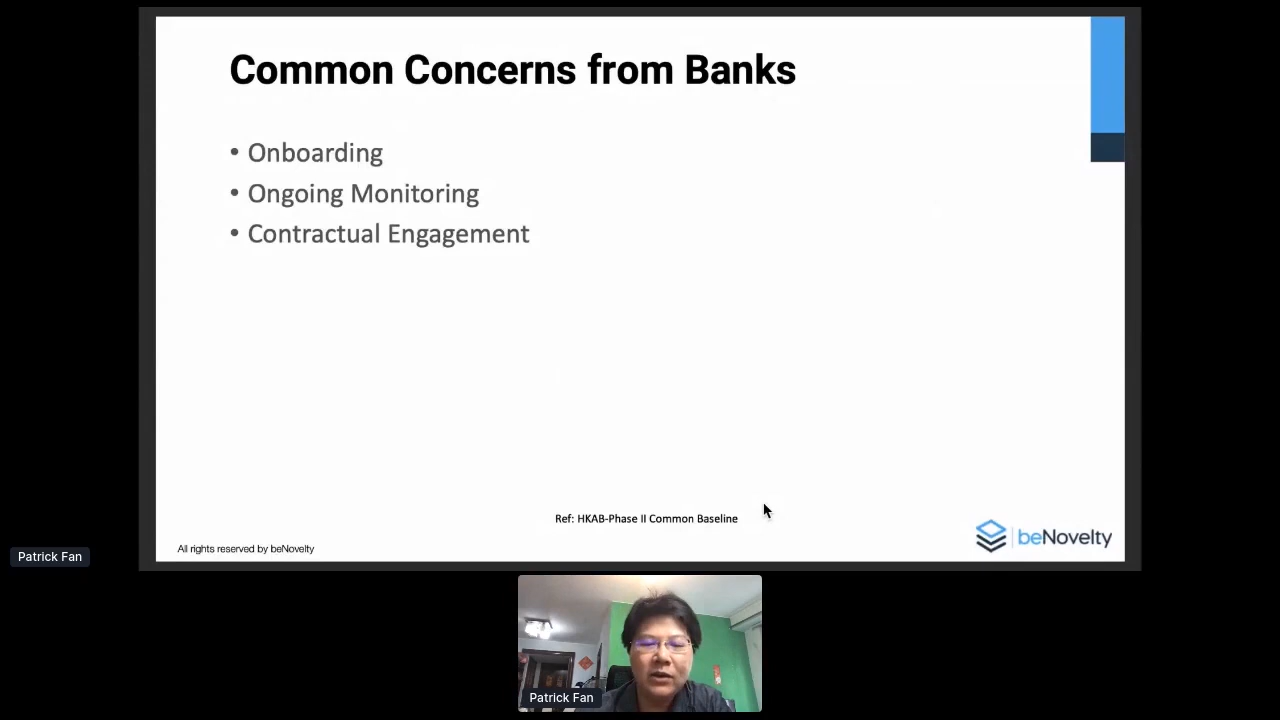 Common Concerns from Banks
• Onboarding
• Ongoing Monitoring
• Contractual Engagement
Ref: HKAB-Phase II Common Baseline
All rights reserved by beNovelty
beNovelty
Patrick Fan
Patrick Fan